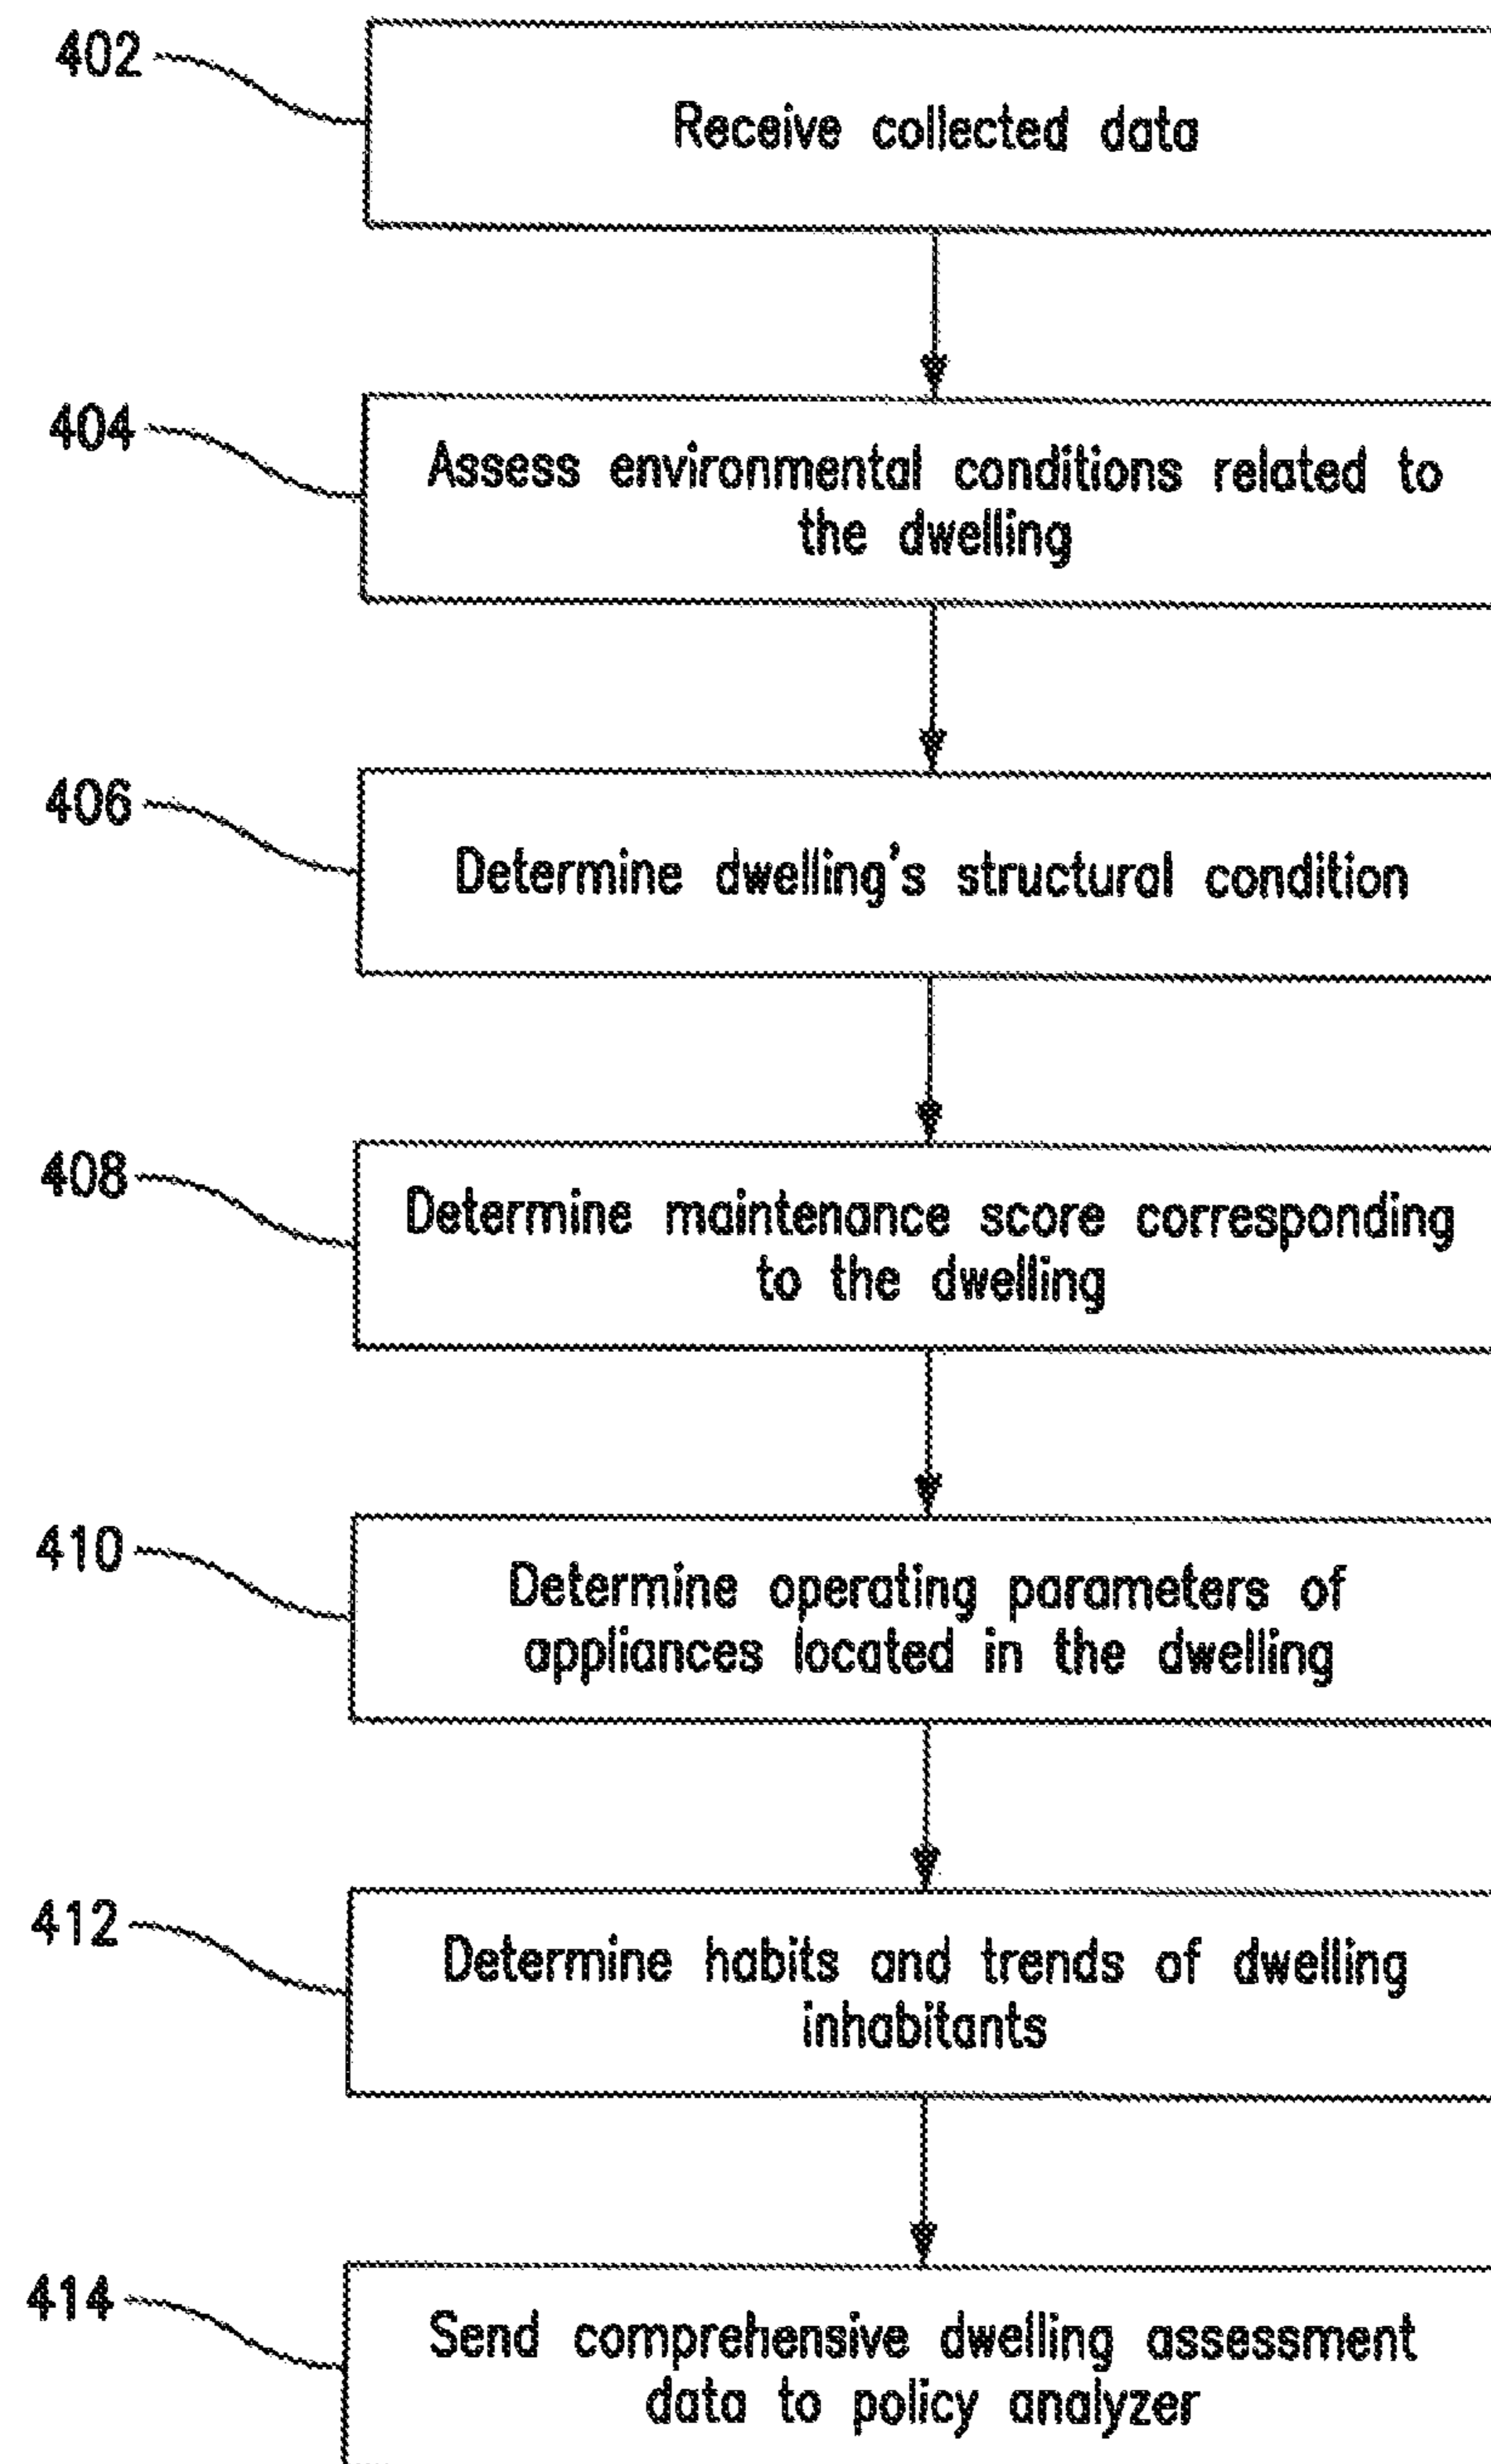 402
Receive collected data
404
Assess environmental conditions related to
the dwelling
406
Determine dwelling's structural condition
408
Determine maintenance score corresponding
to the dwelling
410
Determine operating parameters of
appliances located in the dwelling
412
Determine habits and trends of dwelling
inhabitants
414
Send comprehensive dwelling assessment
data to policy analyzer